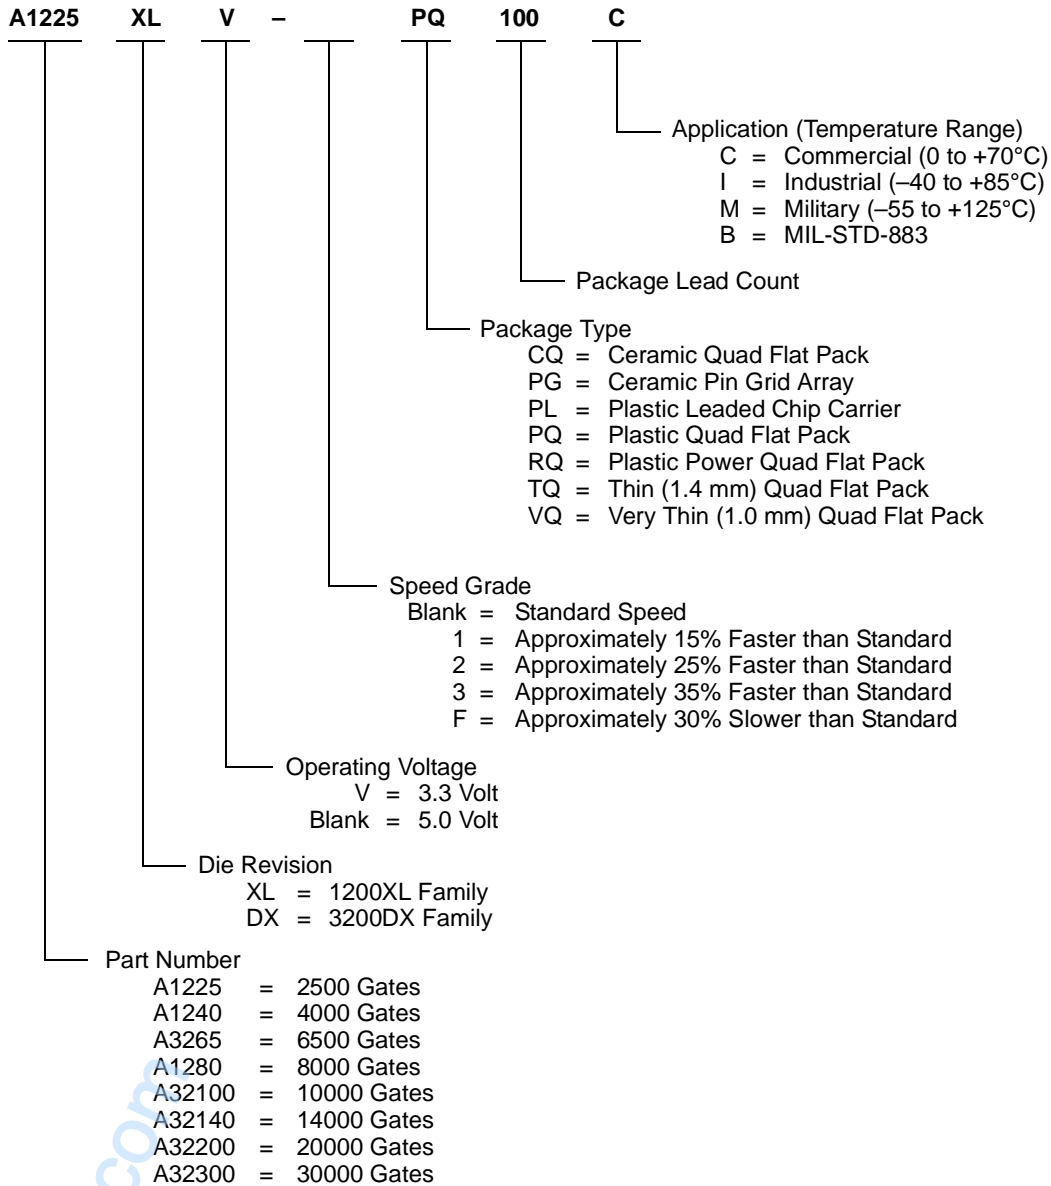 A1225 XL V – PQ 100 C
Application (Temperature Range)
C = Commercial (0 to +70°C)
I = Industrial (–40 to +85°C)
M = Military (–55 to +125°C)
B = MIL-STD-883
Package Lead Count
Package Type
CQ = Ceramic Quad Flat Pack
PG = Ceramic Pin Grid Array
PL = Plastic Leaded Chip Carrier
PQ = Plastic Quad Flat Pack
RQ = Plastic Power Quad Flat Pack
TQ = Thin (1.4 mm) Quad Flat Pack
VQ = Very Thin (1.0 mm) Quad Flat Pack
Speed Grade
Blank = Standard Speed
1 = Approximately 15% Faster than Standard
2 = Approximately 25% Faster than Standard
3 = Approximately 35% Faster than Standard
F = Approximately 30% Slower than Standard
Operating Voltage
V = 3.3 Volt
Blank = 5.0 Volt
Die Revision
XL = 1200XL Family
DX = 3200DX Family
Part Number
A1225 = 2500 Gates
A1240 = 4000 Gates
A3265 = 6500 Gates
A1280 = 8000 Gates
A32100 = 10000 Gates
A32140 = 14000 Gates
A32200 = 20000 Gates
A32300 = 30000 Gates
com